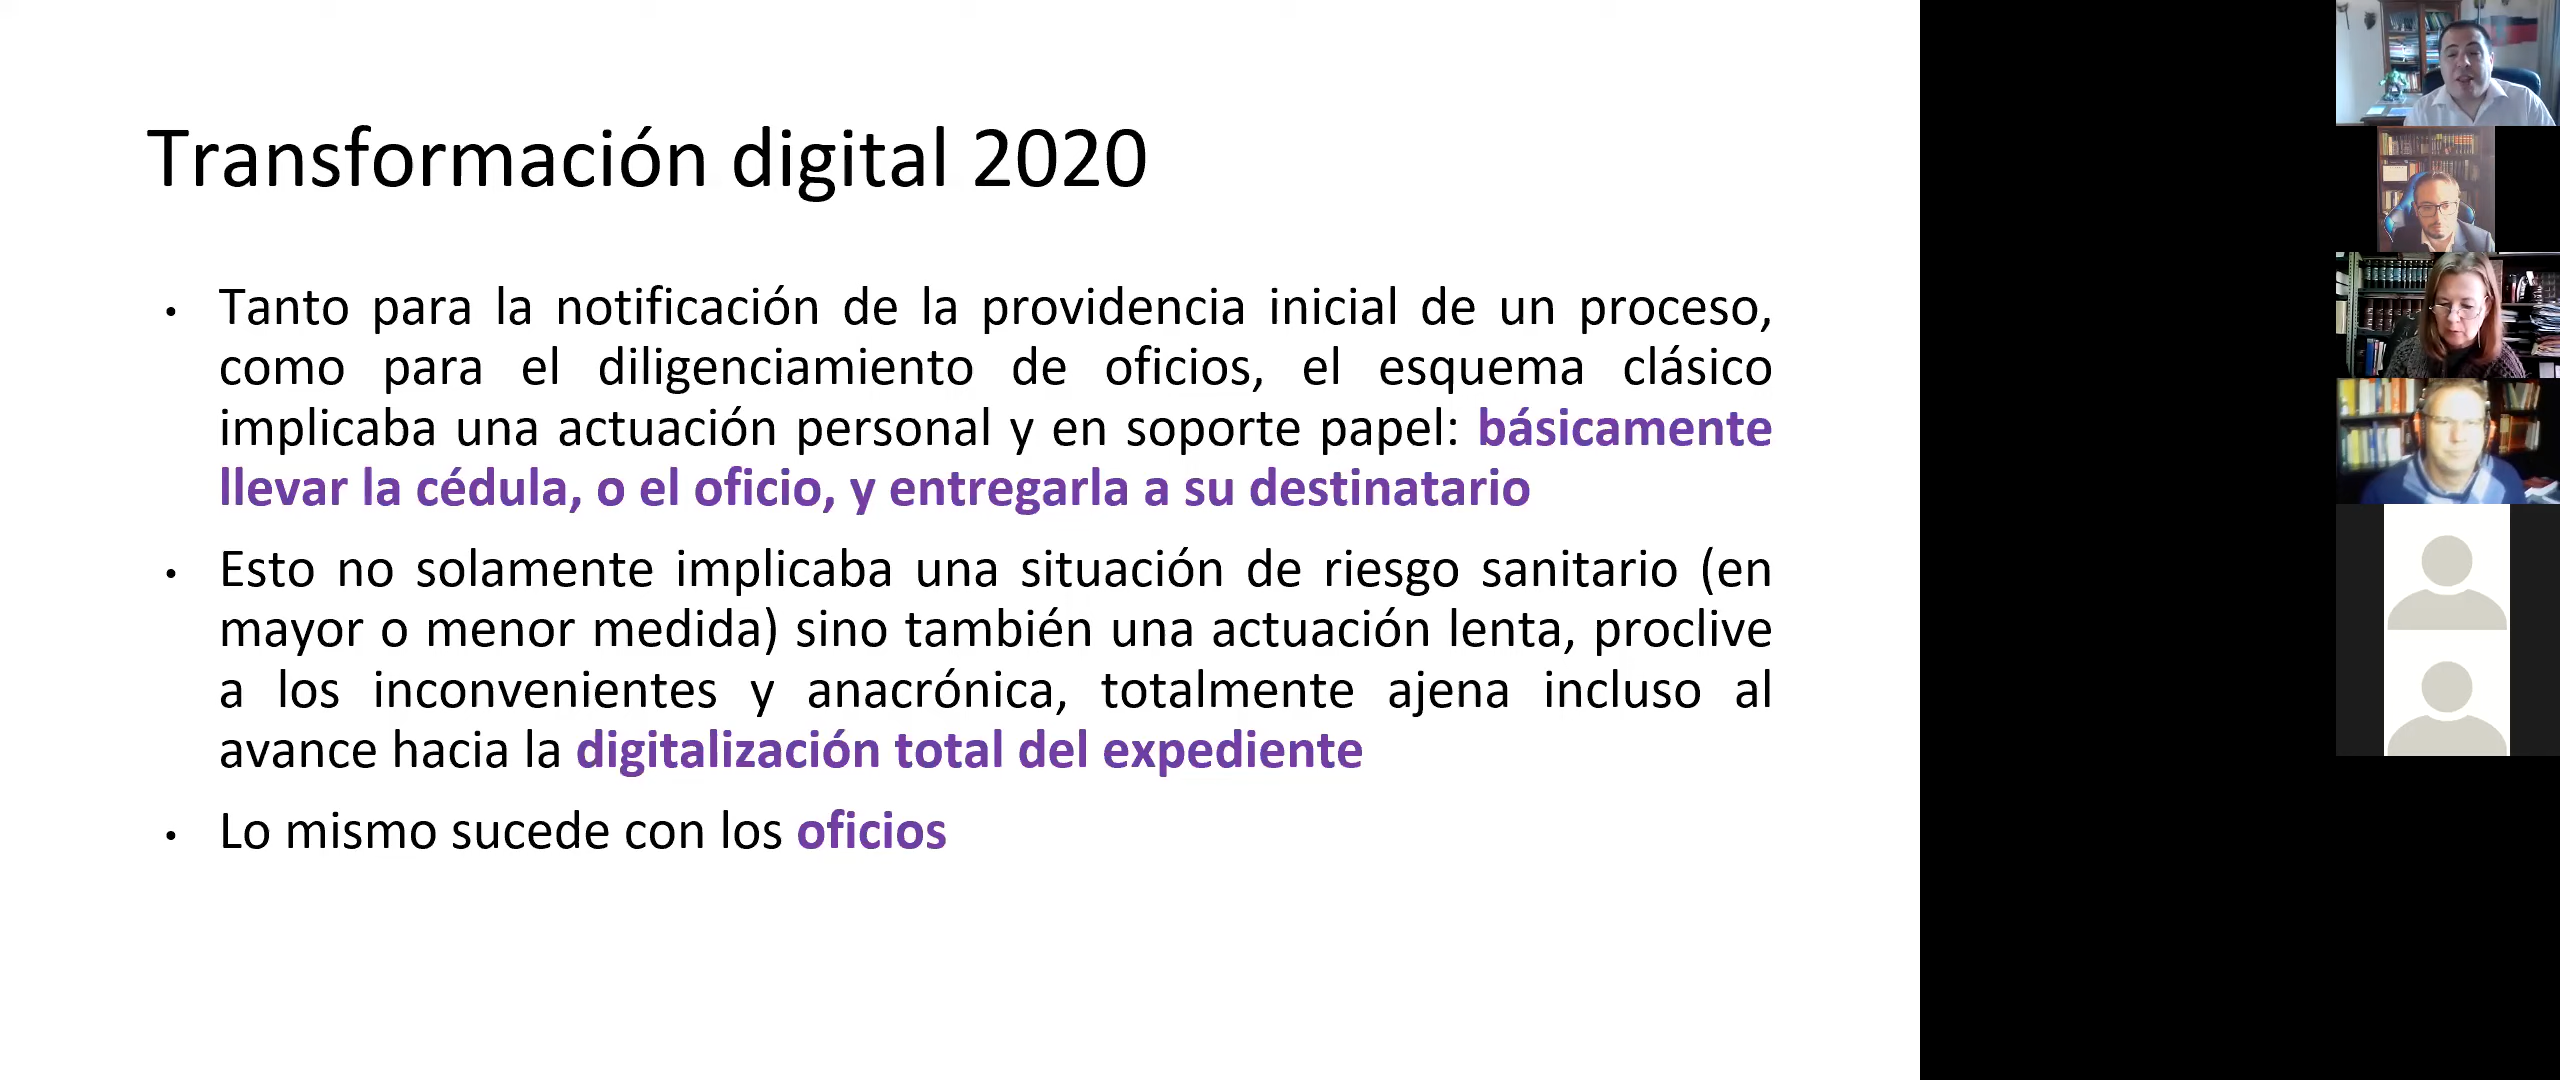 Transformación digital 2020
• Tanto para la notificación de la providencia inicial de un proceso,
como para el diligenciamiento de oficios, el esquema clásico
implicaba una actuación personal y en soporte papel: básicamente
llevar la cédula, o el oficio, y entregarla a su destinatario
• Esto no solamente implicaba una situación de riesgo sanitario (en
mayor o menor medida) sino también una actuación lenta, proclive
a los inconvenientes y anacrónica, totalmente ajena incluso al
avance hacia la digitalización total del expediente
• Lo mismo sucede con los oficios